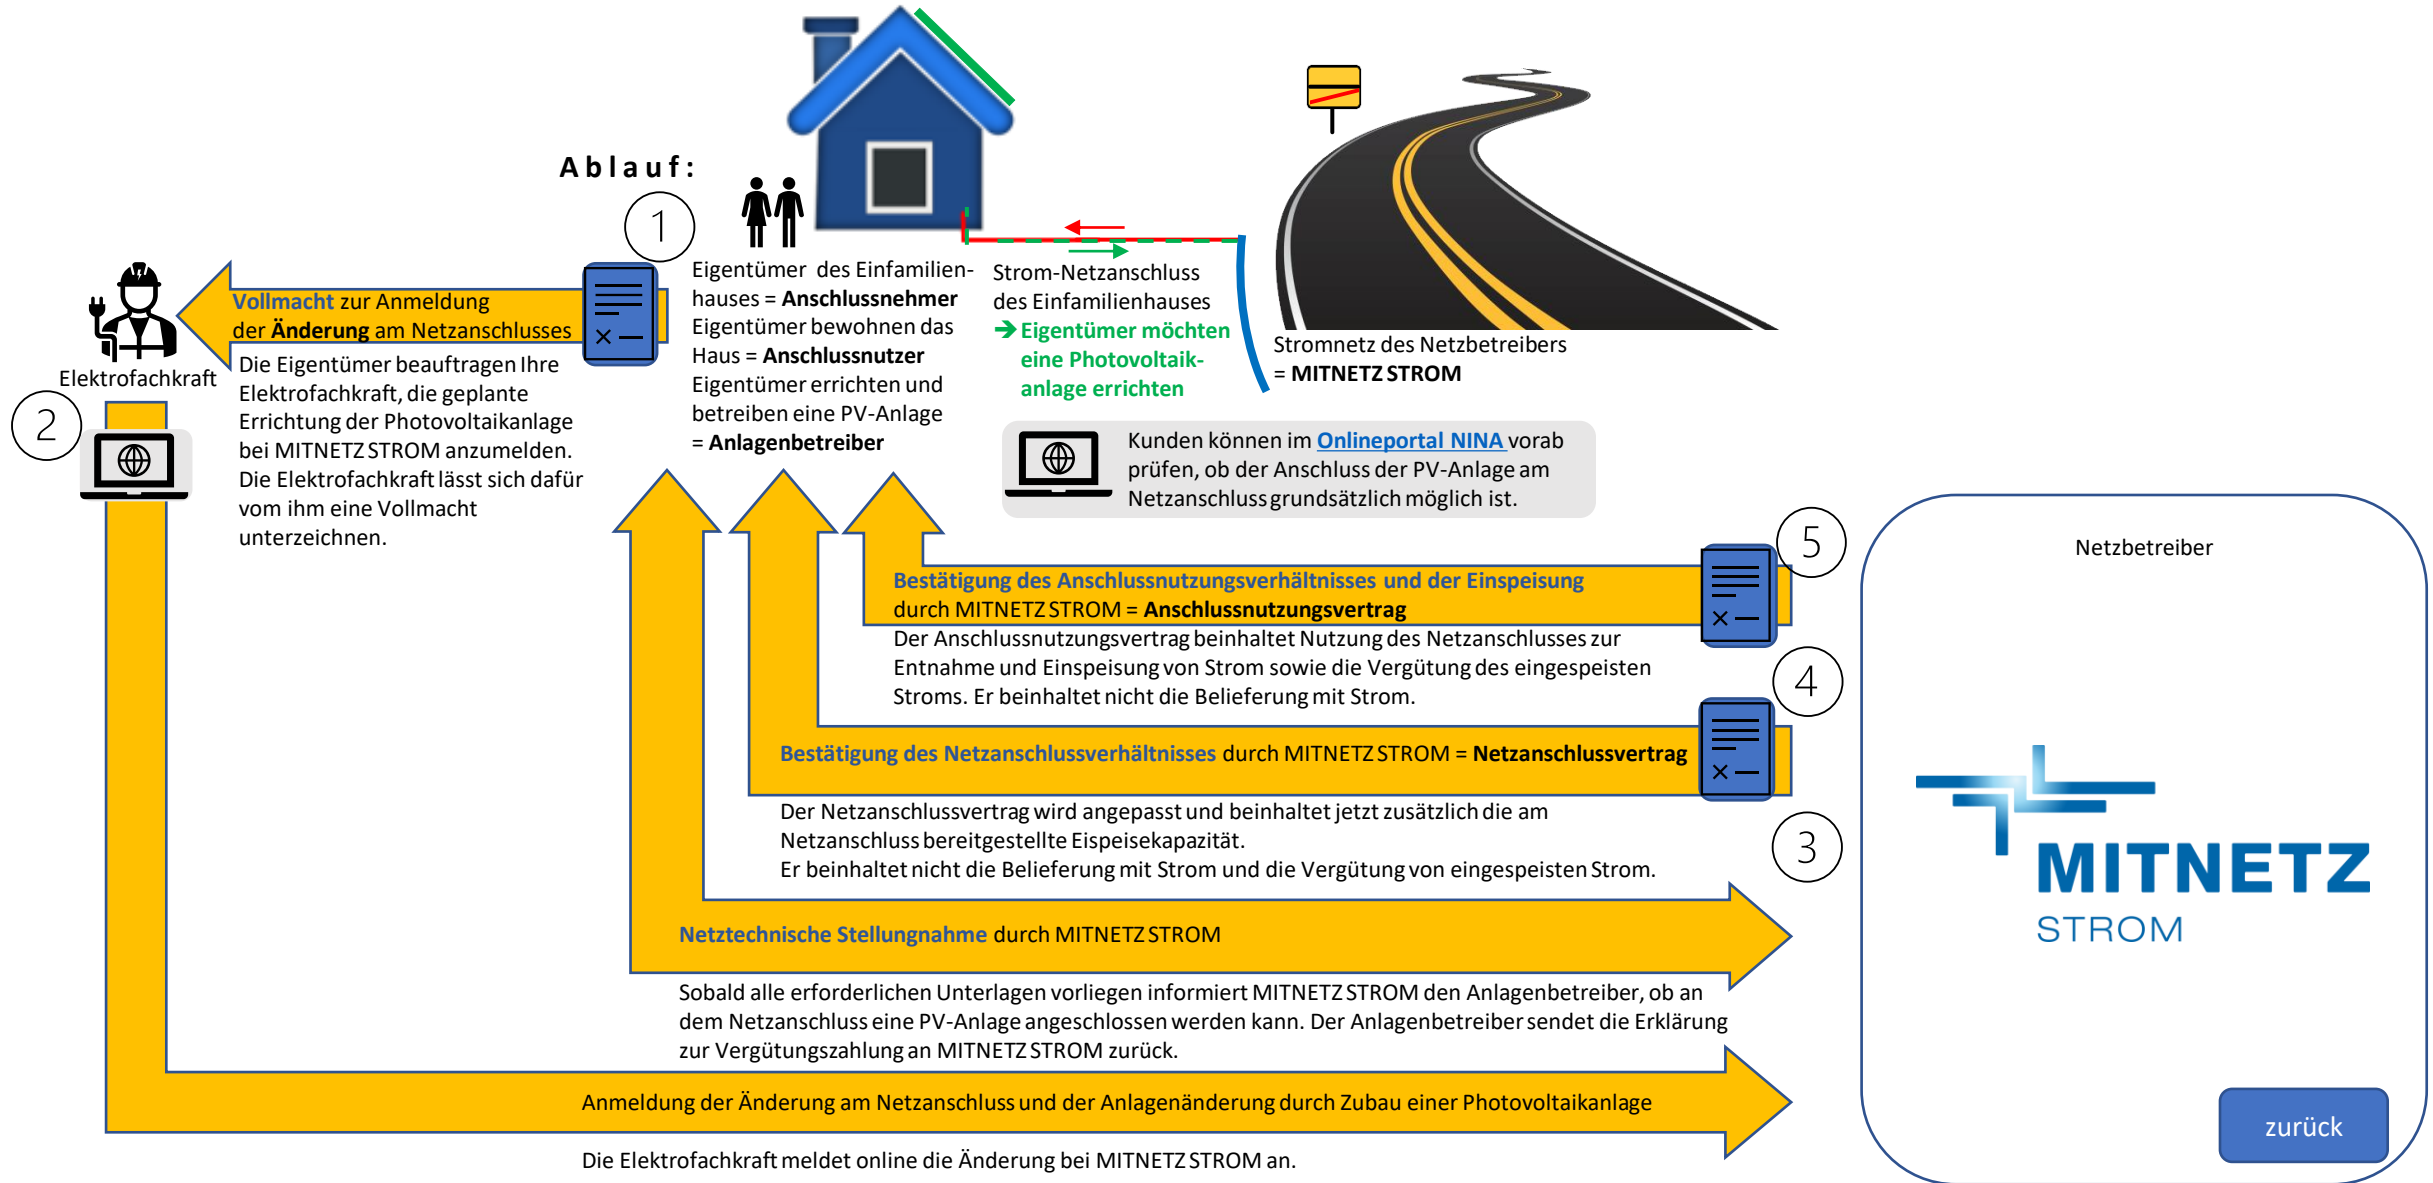 Ablauf:
1
Eigentümer des Einfamilien-
hauses = Anschlussnehmer
Eigentümer bewohnen das
Haus = Anschlussnutzer
Eigentümer errichten und
betreiben eine PV-Anlage
= Anlagenbetreiber
Strom-Netzanschluss
des Einfamilienhauses
➔ Eigentümer möchten
eine Photovoltaik-
anlage errichten
Stromnetz des Netzbetreibers
= MITNETZ STROM
Vollmacht zur Anmeldung
der Änderung am Netzanschlusses
Elektrofachkraft
Die Eigentümer beauftragen Ihre
Elektrofachkraft, die geplante
Errichtung der Photovoltaikanlage
bei MITNETZ STROM anzumelden.
Die Elektrofachkraft lässt sich dafür
vom ihm eine Vollmacht
unterzeichnen.
2
Kunden können im Onlineportal NINA vorab
prüfen, ob der Anschluss der PV-Anlage am
Netzanschluss grundsätzlich möglich ist.
5
Bestätigung des Anschlussnutzungsverhältnisses und der Einspeisung
durch MITNETZ STROM = Anschlussnutzungsvertrag
Der Anschlussnutzungsvertrag beinhaltet Nutzung des Netzanschlusses zur
Entnahme und Einspeisung von Strom sowie die Vergütung des eingespeisten
Stroms. Er beinhaltet nicht die Belieferung mit Strom.
4
Bestätigung des Netzanschlussverhältnisses durch MITNETZ STROM = Netzanschlussvertrag
Der Netzanschlussvertrag wird angepasst und beinhaltet jetzt zusätzlich die am
Netzanschluss bereitgestellte Eispeisekapazität.
Er beinhaltet nicht die Belieferung mit Strom und die Vergütung von eingespeisten Strom.
3
Netztechnische Stellungnahme durch MITNETZ STROM
Sobald alle erforderlichen Unterlagen vorliegen informiert MITNETZ STROM den Anlagenbetreiber, ob an
dem Netzanschluss eine PV-Anlage angeschlossen werden kann. Der Anlagenbetreiber sendet die Erklärung
zur Vergütungszahlung an MITNETZ STROM zurück.
Anmeldung der Änderung am Netzanschluss und der Anlagenänderung durch Zubau einer Photovoltaikanlage
Die Elektrofachkraft meldet online die Änderung bei MITNETZ STROM an.
Netzbetreiber
MITNETZ
STROM
zurück